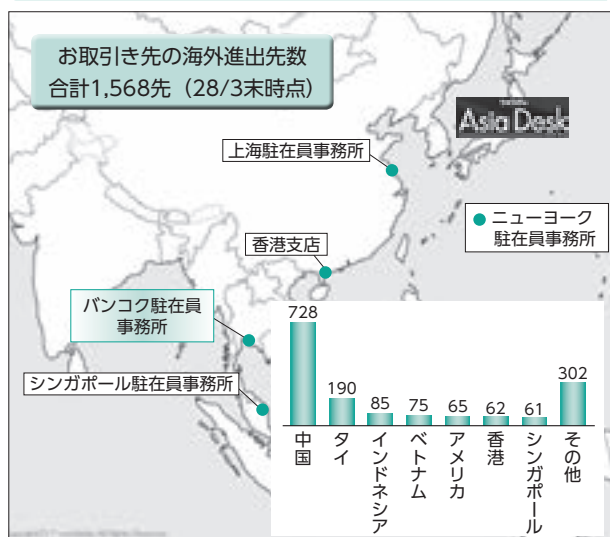 お取引き先の海外進出先数
合計1,568先（28/3末時点）
Asia Desk
上海駐在員事務所
ニューヨーク
駐在員事務所
香港支店
バンコク駐在員
事務所
シンガポール駐在員事務所
728
190
85
75
65
62
61
302
中国
タイ
インドネシア
ベトナム
アメリカ
香港
シンガポール
その他